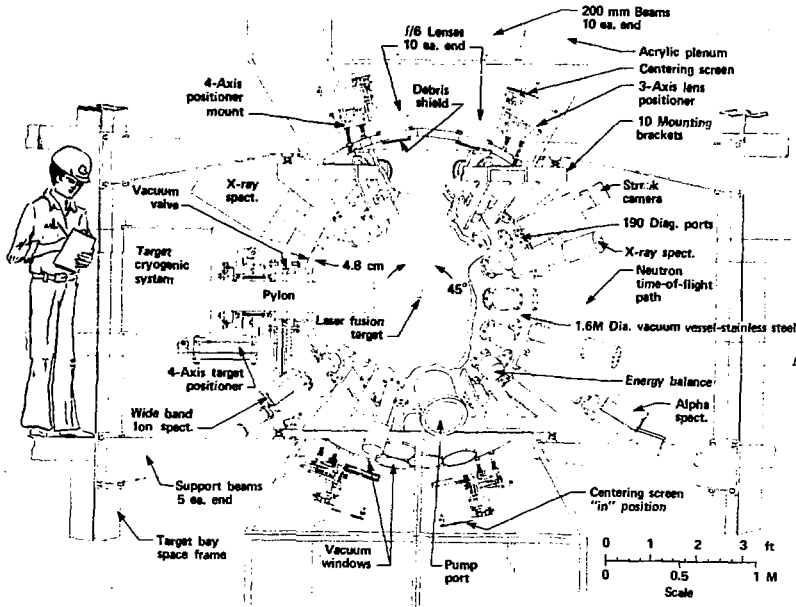 200 mm Beams
10 ea. end
f/6 Lenses
10 ea. end
Acrylic plenum
Centering screen
4-Axis
positioner
mount
Debris
shield
3-Axis lens
positioner
10 Mounting
brackets
X-ray
spect.
Streak
camera
Vacuum
valve
190 Diag. ports
X-ray spect.
Target
cryogenic
system
4.8 cm
45°
Neutron
time-of-flight
path
Pylon
Laser fusion
target
1.6M Dia. vacuum vessel-stainless steel
4-Axis target
positioner
Energy balance
Wide band
Ion spect.
Alpha
spect.
Support beams
5 ea. end
Centering screen
"in" position
Target bay
space frame
Vacuum
windows
Pump
port
0 1 2 3 ft
0 0.5 1 M
Scale